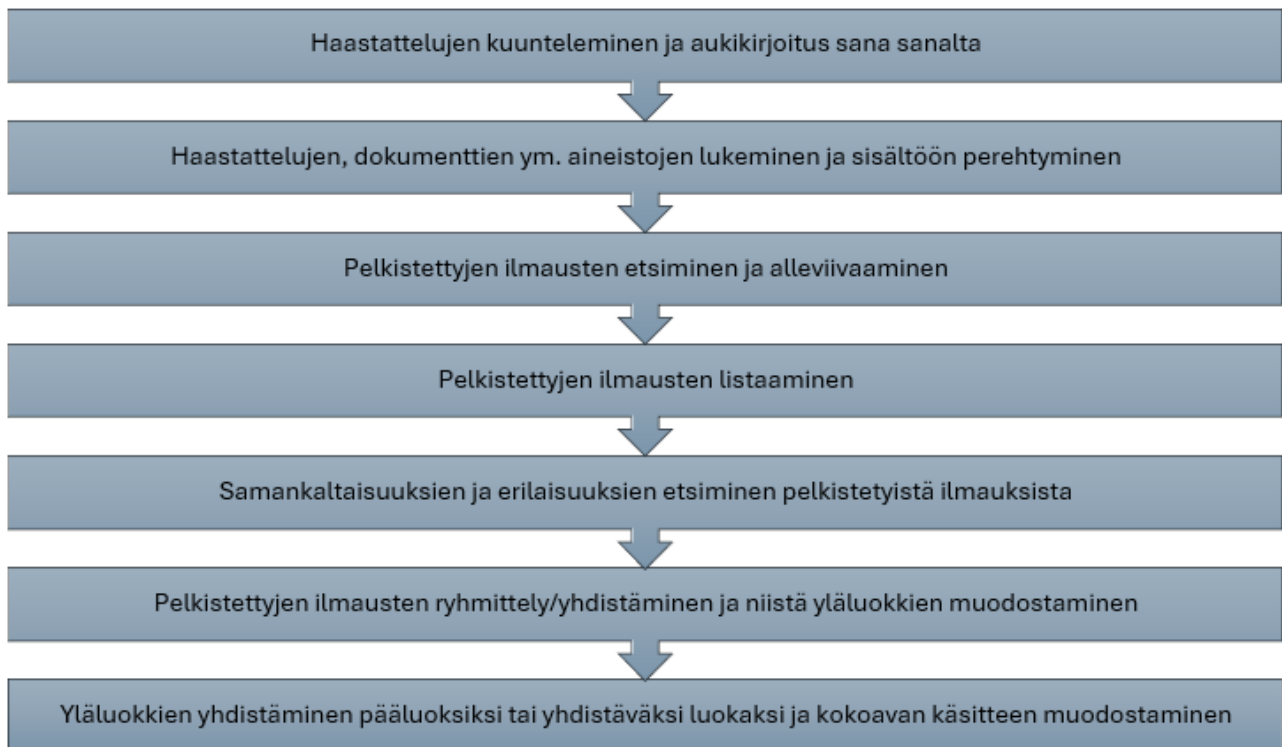 Haastattelujen kuunteleminen ja aukikirjoitus sana sanalta
Haastattelujen, dokumenttien ym. aineistojen lukeminen ja sisältöön perehtyminen
Pelkistettyjen ilmausten etsiminen ja alleviivaaminen
Pelkistettyjen ilmausten listaaminen
Samankaltaisuuksien ja erilaisuuksien etsiminen pelkistetyistä ilmauksista
Pelkistettyjen ilmausten ryhmittely/yhdistäminen ja niistä yläluokkien muodostaminen
Yläluokkien yhdistäminen pääluoksiksi tai yhdistäväksi luokaksi ja kokoavan käsitteen muodostaminen